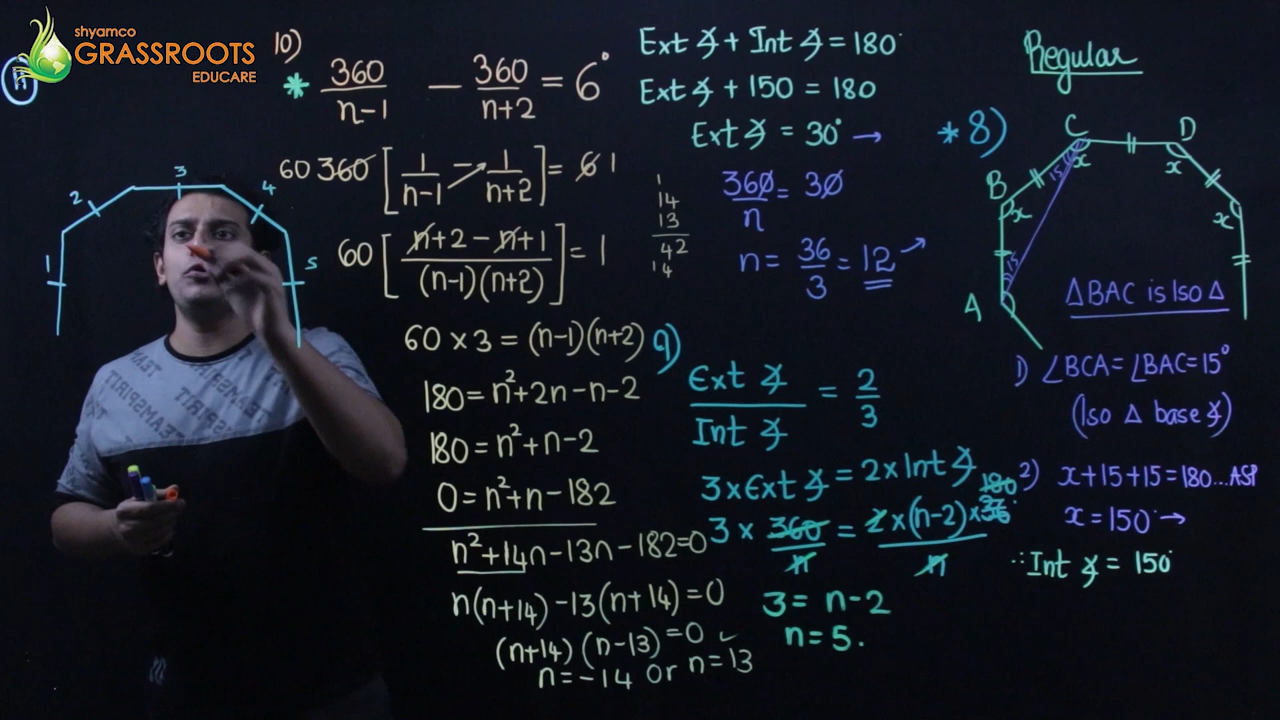 shyamco
GRASSROOTS
EDUCARE
10)
* 360/(n-1) - 360/(n+2) = 6°
60 360 [1/(n-1) - 1/(n+2)] = 6 1
60 [(n+2-n+1)/((n-1)(n+2))] = 1
60 × 3 = (n-1)(n+2)
180 = n²+2n-n-2
180 = n²+n-2
0 = n²+n-182
n²+14n-13n-182=0
n(n+14)-13(n+14)=0
(n+14)(n-13)=0 ✓
n=-14 or n=13
1
2
3
4
5
TEAMSPIRIT
Ext ∡ + Int ∡ = 180°
Ext ∡ + 150 = 180
Ext ∡ = 30° →
360/n = 30
n = 36/3 = 12
1
14
13
42
14
9)
Ext ∡/Int ∡ = 2/3
3×Ext ∡ = 2×Int ∡
3 × 360/n = 2×(n-2)×180/n
36
3 = n-2
n=5.
Regular
*8)
A
B
C
D
x
x
x
x
15
15
△BAC is Iso △
1) ∠BCA=∠BAC=15°
(Iso △ base ∡)
2) x+15+15=180...ASP
x=150° →
∴Int ∡ = 150°